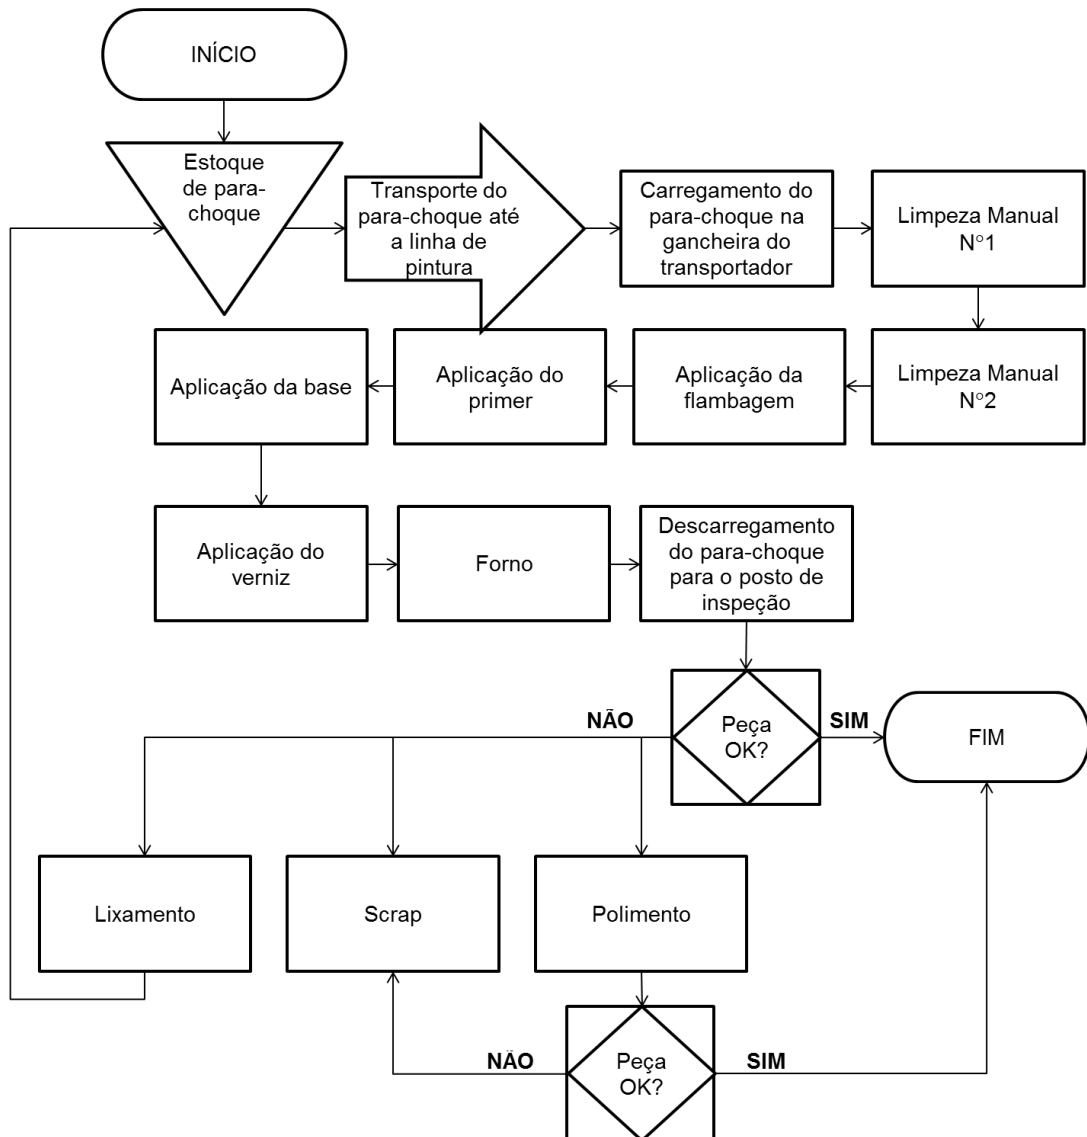 INÍCIO
Estoque
de para-
choque
Transporte do
para-choque até
a linha de
pintura
Carregamento do
para-choque na
gancheira do
transportador
Limpeza Manual
N°1
Aplicação da base
Aplicação do
primer
Aplicação da
flambagem
Limpeza Manual
N°2
Aplicação do
verniz
Forno
Descarregamento
do para-choque
para o posto de
inspeção
NÃO
Peça
OK?
SIM
FIM
Lixamento
Scrap
Polimento
NÃO
Peça
OK?
SIM